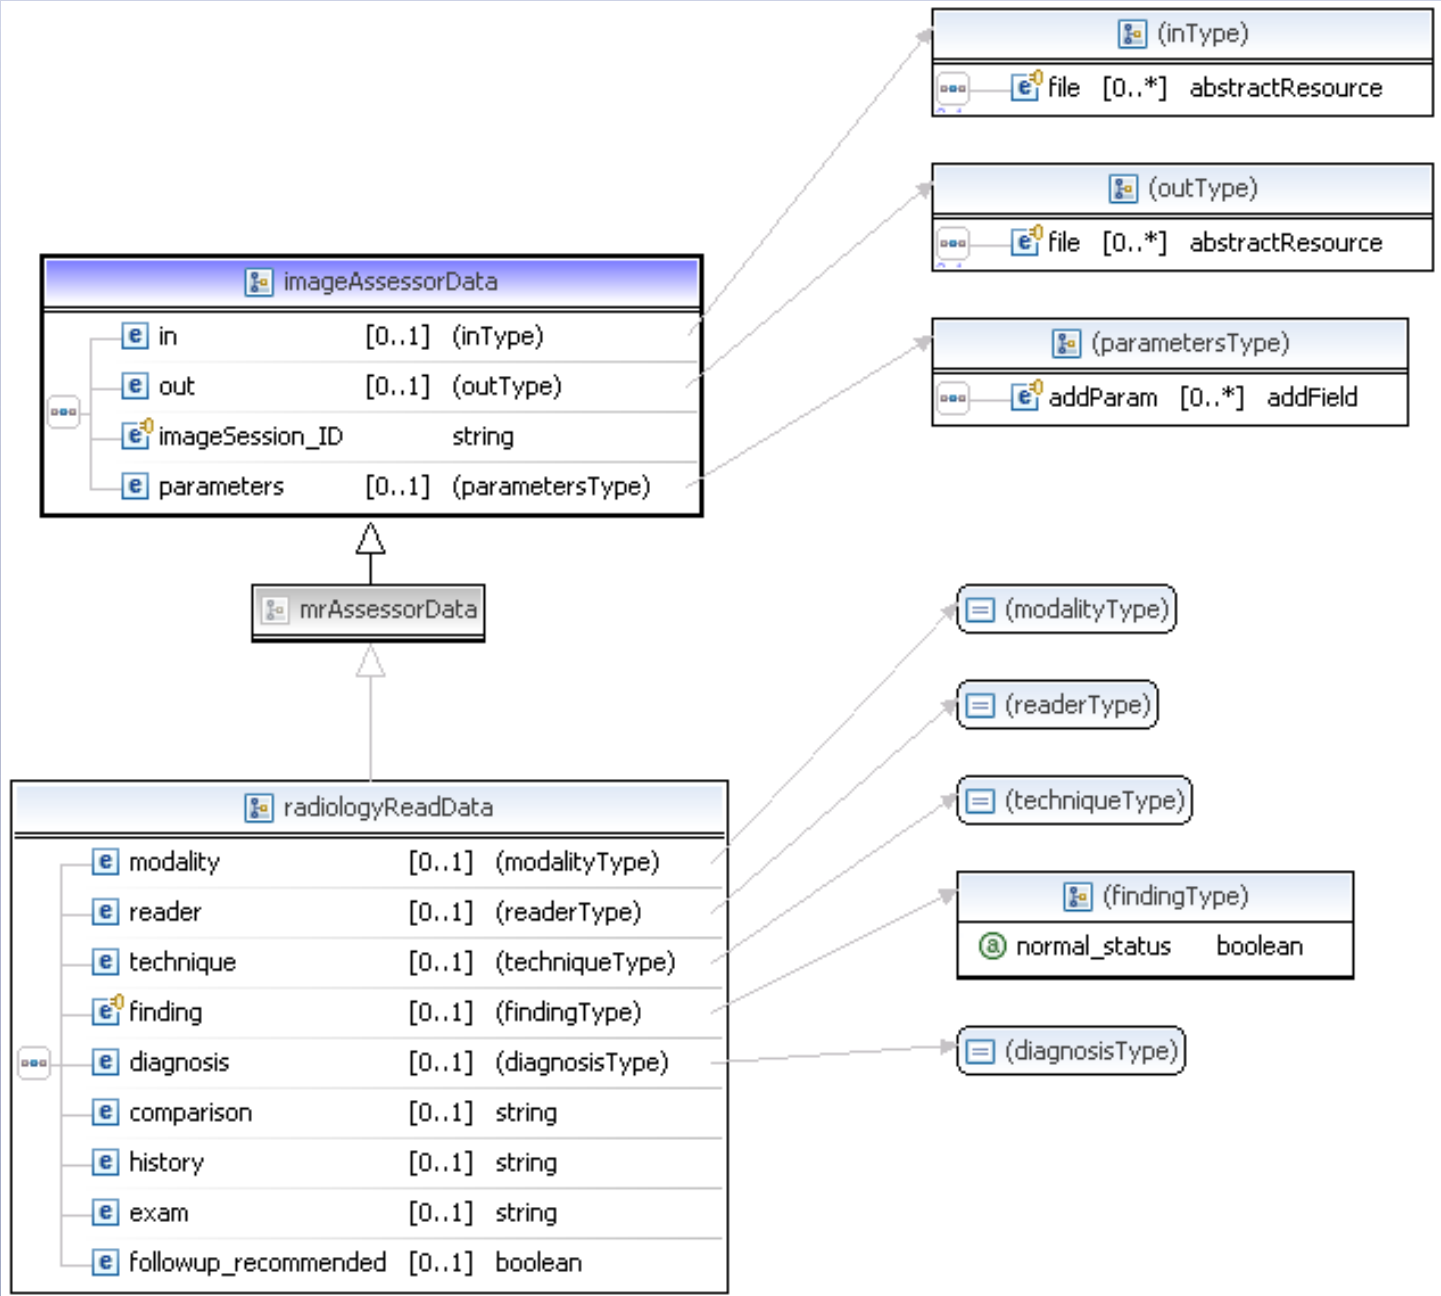 (inType)
file [0..*] abstractResource
(outType)
file [0..*] abstractResource
imageAssessorData
in [0..1] (inType)
out [0..1] (outType)
imageSession_ID string
parameters [0..1] (parametersType)
(parametersType)
addParam [0..*] addField
mrAssessorData
radiologyReadData
modality [0..1] (modalityType)
reader [0..1] (readerType)
technique [0..1] (techniqueType)
finding [0..1] (findingType)
diagnosis [0..1] (diagnosisType)
comparison [0..1] string
history [0..1] string
exam [0..1] string
followup_recommended [0..1] boolean
(modalityType)
(readerType)
(techniqueType)
(findingType)
normal_status boolean
(diagnosisType)